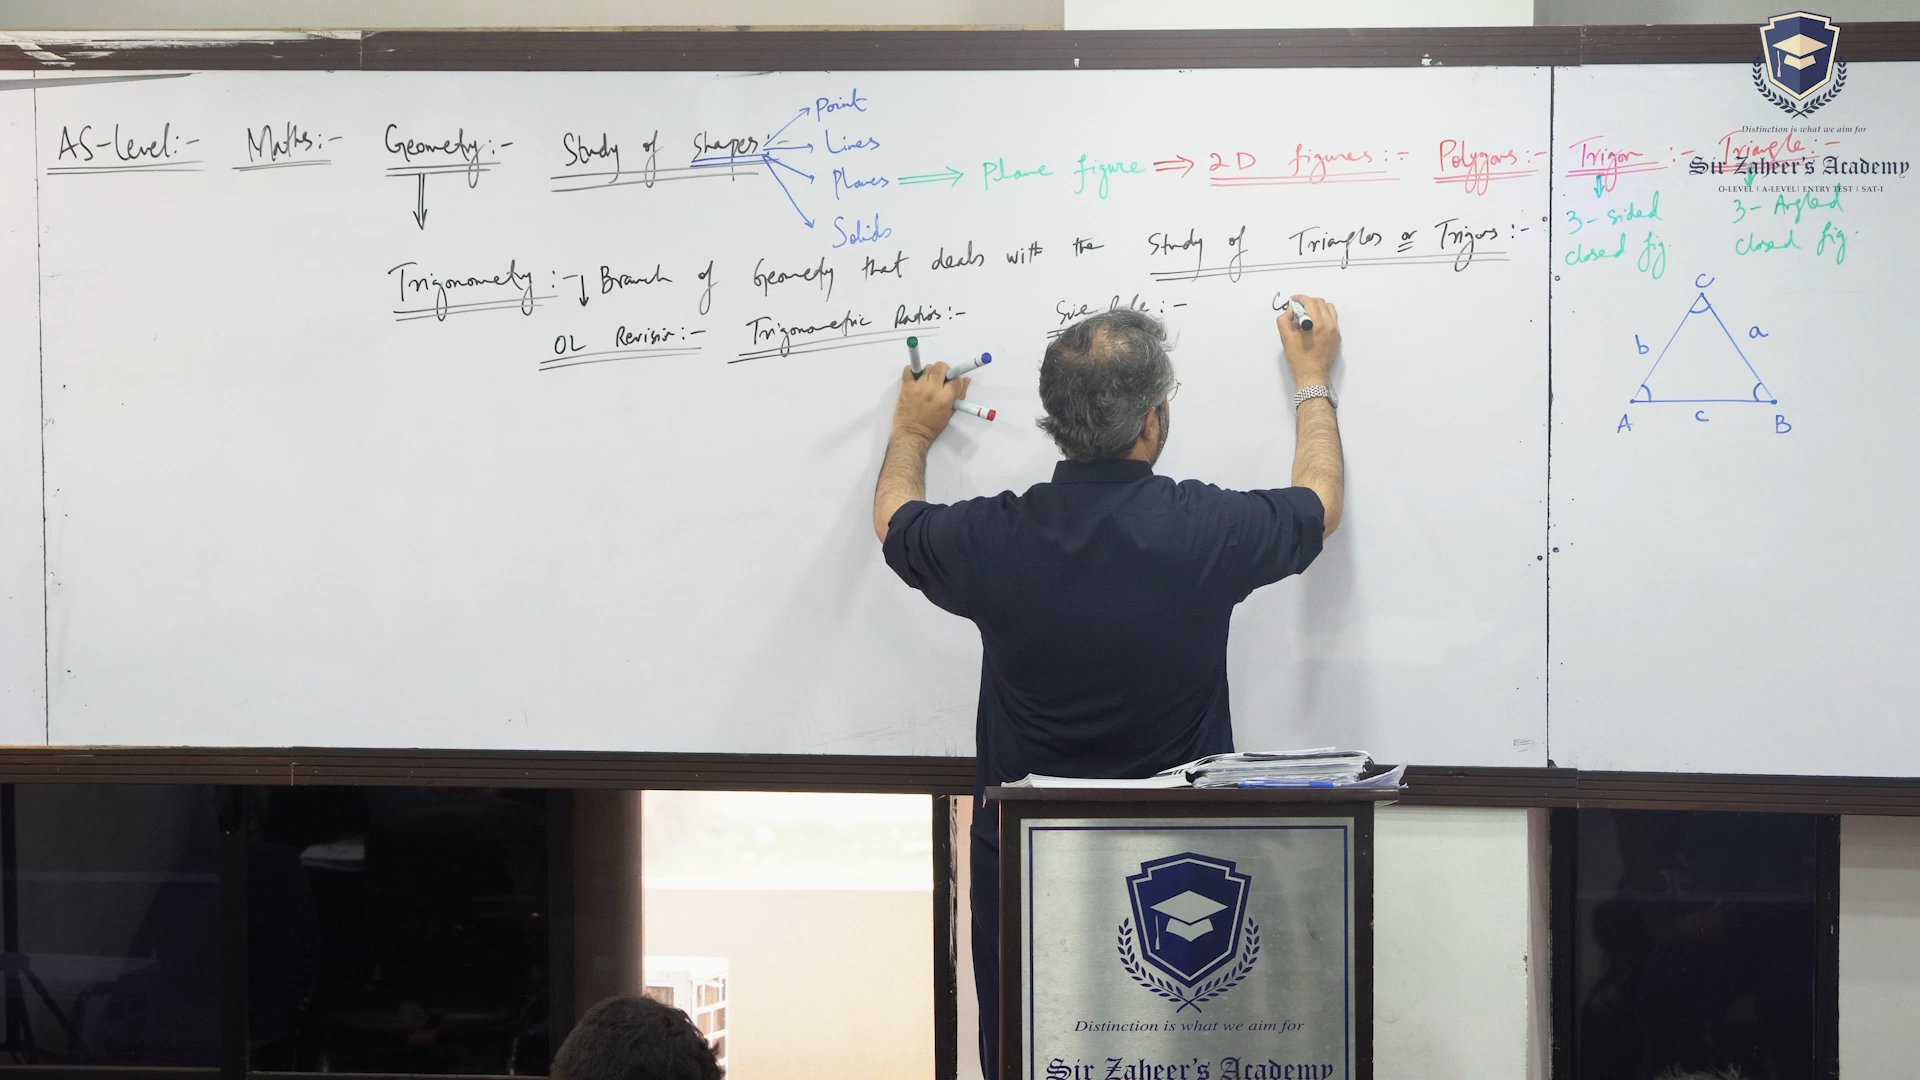 AS-Level:- Maths:- Geometry:- Study of Shapes:-
Point
Lines
Planes
Solids
Plane figure
2D figures:- Polygons:- Trigon:- Triangle:-
3-sided
closed fig.
3-Angled
closed fig.
Trigonometry:- Branch of Geometry that deals with the study of Triangles or Trigons:-
OL Revision:- Trigonometric Ratios:- Co
C
b a
A c B
Distinction is what we aim for
Sir Zaheer's Academy
O-LEVEL | A-LEVEL | ENTRY TEST | SAT-I
Distinction is what we aim for
Sir Zaheer's Academy